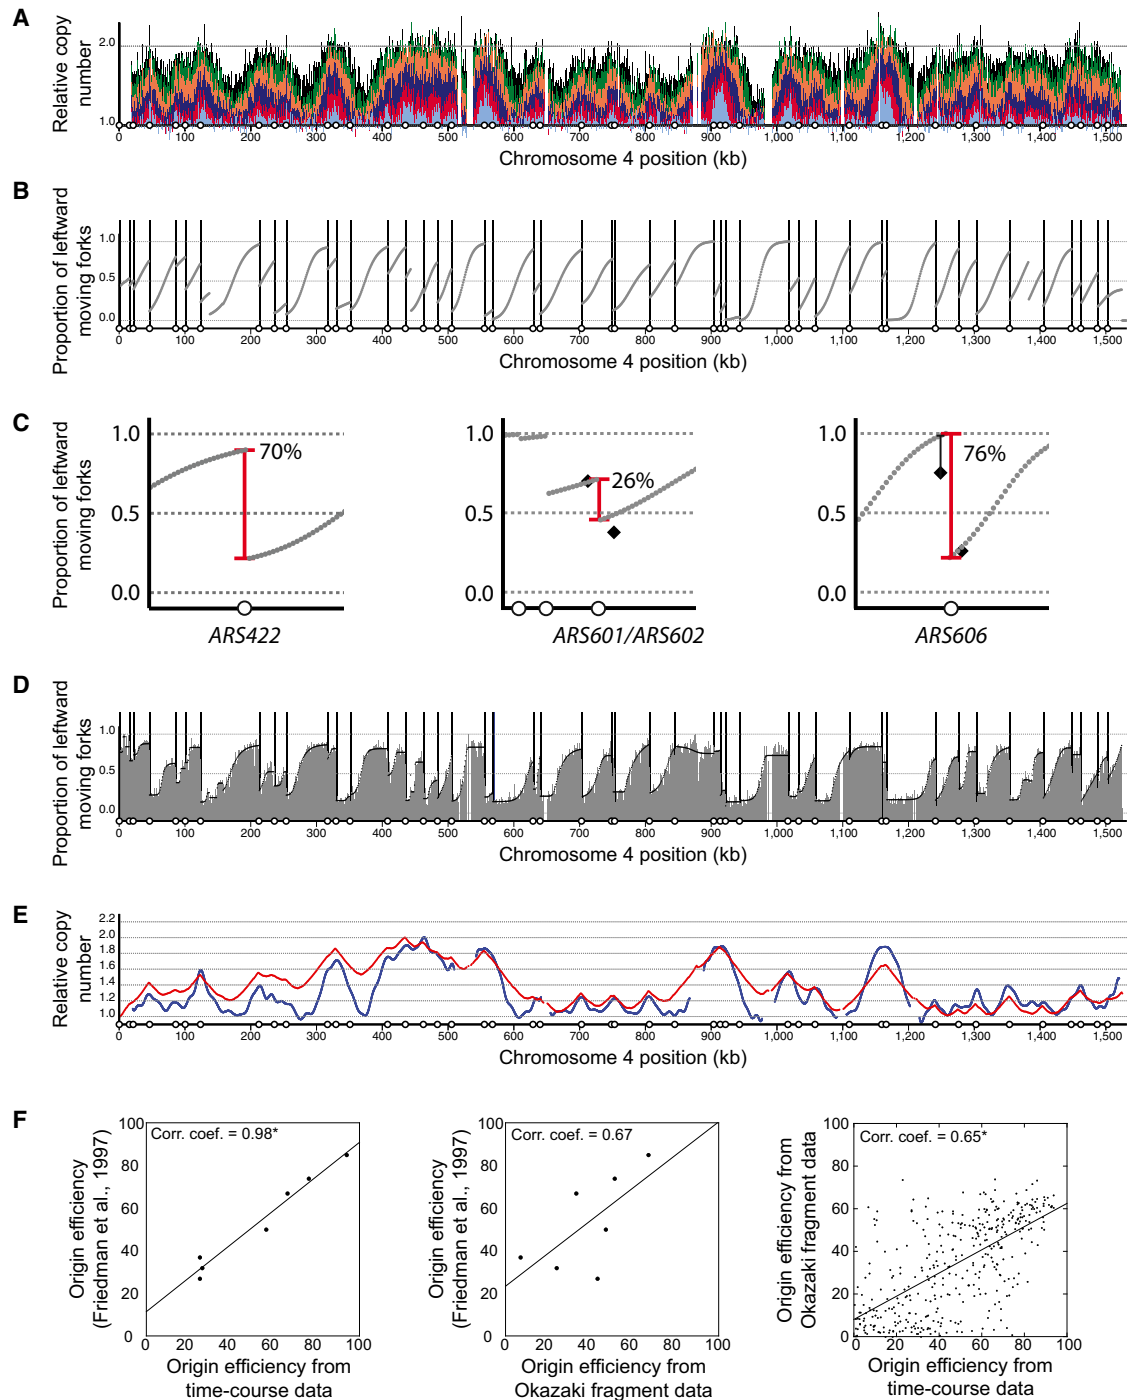 A
Relative copy
number
2.0
1.0
0 100 200 300 400 500 600 700 800 900 1,000 1,100 1,200 1,300 1,400 1,500
Chromosome 4 position (kb)
B
Proportion of leftward
moving forks
1.0
0.5
0.0
0 100 200 300 400 500 600 700 800 900 1,000 1,100 1,200 1,300 1,400 1,500
Chromosome 4 position (kb)
C
Proportion of leftward
moving forks
1.0
0.5
0.0
70%
ARS422
1.0
0.5
0.0
26%
ARS601/ARS602
1.0
0.5
0.0
76%
ARS606
D
Proportion of leftward
moving forks
1.0
0.5
0.0
0 100 200 300 400 500 600 700 800 900 1,000 1,100 1,200 1,300 1,400 1,500
Chromosome 4 position (kb)
E
Relative copy
number
2.2
2.0
1.8
1.6
1.4
1.2
1.0
0 100 200 300 400 500 600 700 800 900 1,000 1,100 1,200 1,300 1,400 1,500
Chromosome 4 position (kb)
F
Origin efficiency
(Friedman et al., 1997)
100
80
60
40
20
0
Corr. coef. = 0.98*
0 20 40 60 80 100
Origin efficiency from
time-course data
Origin efficiency
(Friedman et al., 1997)
100
80
60
40
20
0
Corr. coef. = 0.67
0 20 40 60 80 100
Origin efficiency from
Okazaki fragment data
Origin efficiency from
Okazaki fragment data
100
80
60
40
20
0
Corr. coef. = 0.65*
0 20 40 60 80 100
Origin efficiency from
time-course data